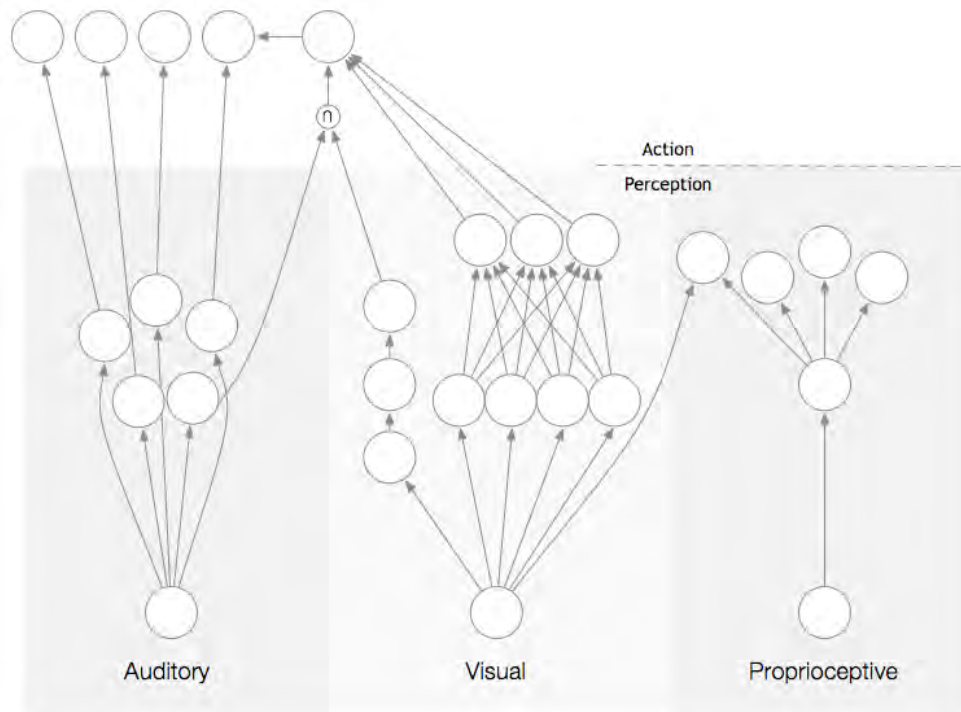 ∩
Action
Perception
Auditory
Visual
Proprioceptive